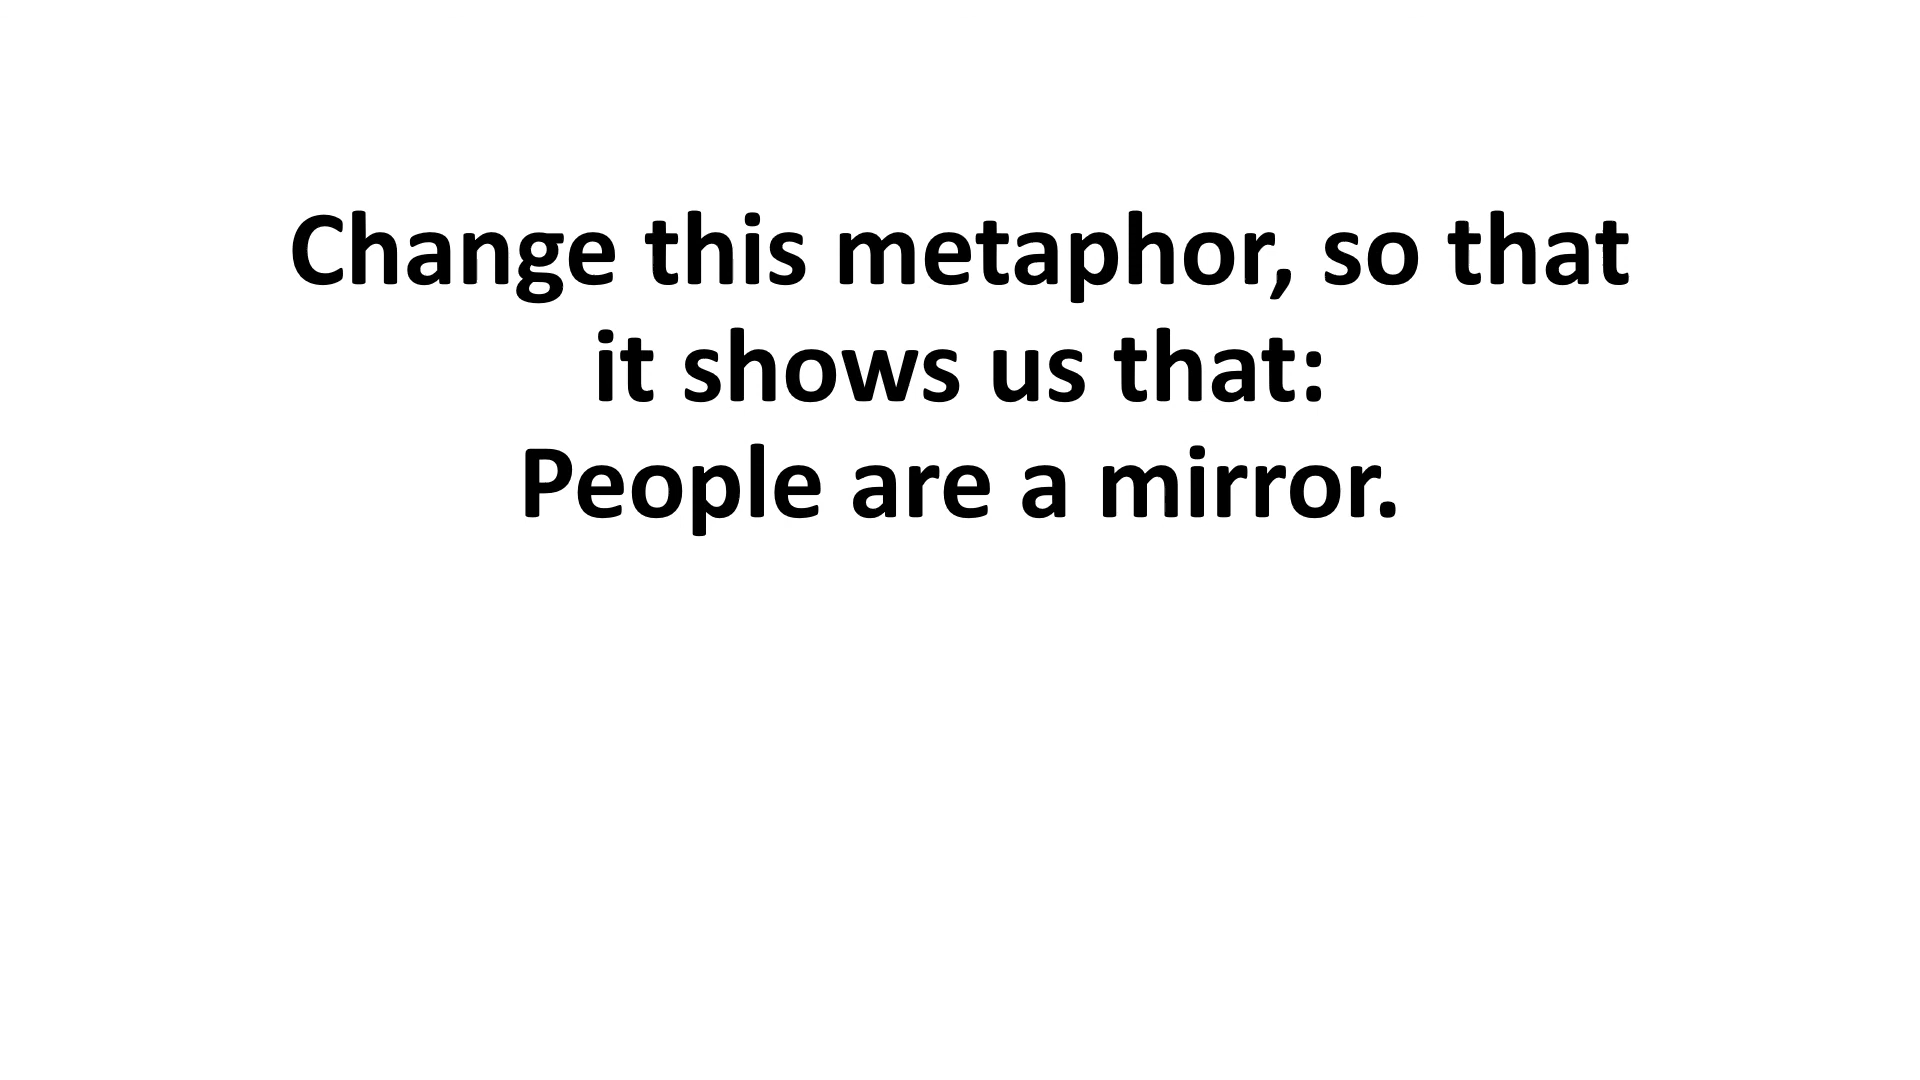 Change this metaphor, so that
it shows us that:
People are a mirror.